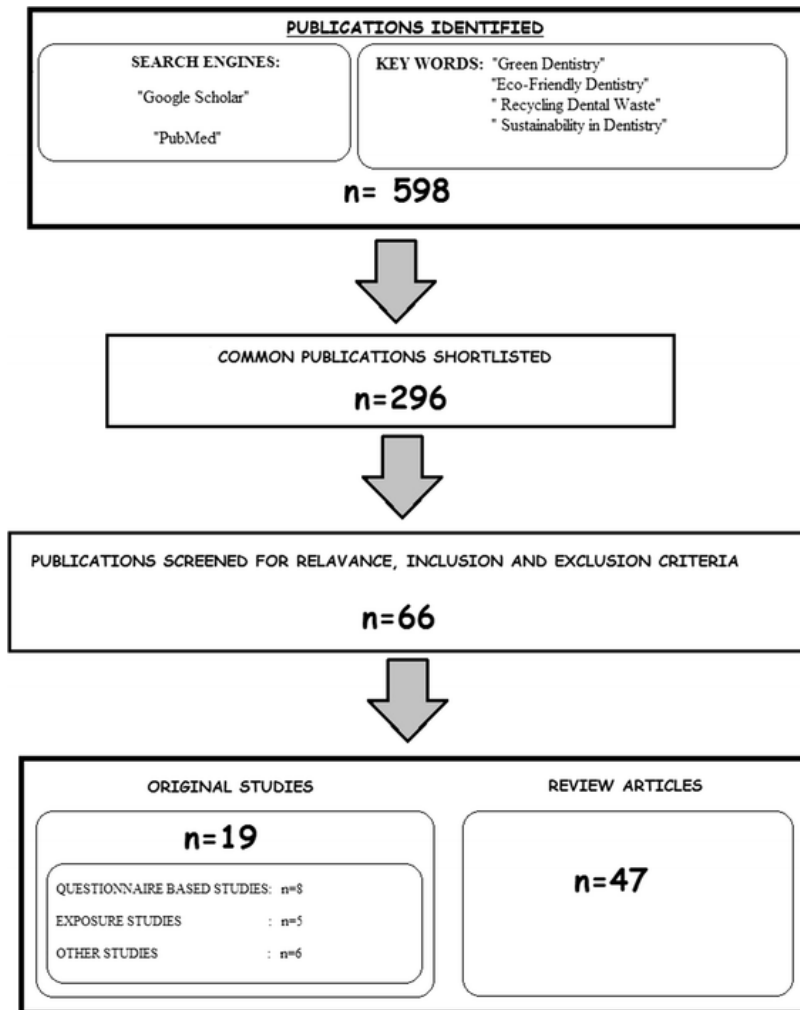 PUBLICATIONS IDENTIFIED
SEARCH ENGINES:
"Google Scholar"
"PubMed"
KEY WORDS: "Green Dentistry"
"Eco-Friendly Dentistry"
" Recycling Dental Waste"
" Sustainability in Dentistry"
n= 598
COMMON PUBLICATIONS SHORTLISTED
n=296
PUBLICATIONS SCREENED FOR RELAVANCE, INCLUSION AND EXCLUSION CRITERIA
n=66
ORIGINAL STUDIES
n=19
QUESTIONNAIRE BASED STUDIES: n=8
EXPOSURE STUDIES : n=5
OTHER STUDIES : n=6
REVIEW ARTICLES
n=47